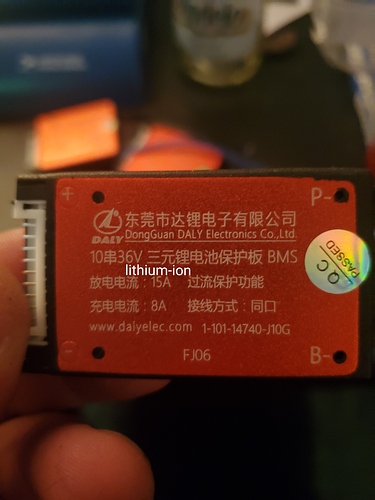 + P-
DALY 东莞市达锂电子有限公司
DongGuan DALY Electronics Co.,Ltd.
10串36V 三元锂电池保护板 BMS
lithium-ion
放电电流：15A 过流保护功能
充电电流：8A 接线方式：同口
www.dalyelec.com 1-101-14740-J10G
- FJ06 B-
QC
PASSED